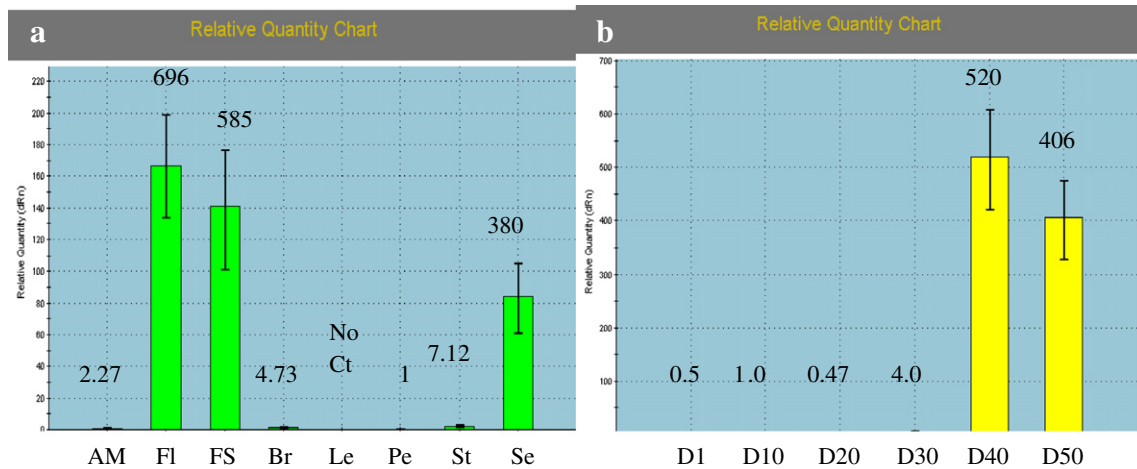 a
Relative Quantity Chart
696
585
380
2.27
4.73
No
Ct
1
7.12
Relative Quantity (dRn)
220
200
180
160
140
120
100
80
60
40
20
0
AM Fl FS Br Le Pe St Se
b
Relative Quantity Chart
520
406
0.5 1.0 0.47 4.0
Relative Quantity (dRn)
700
600
500
400
300
200
100
D1 D10 D20 D30 D40 D50